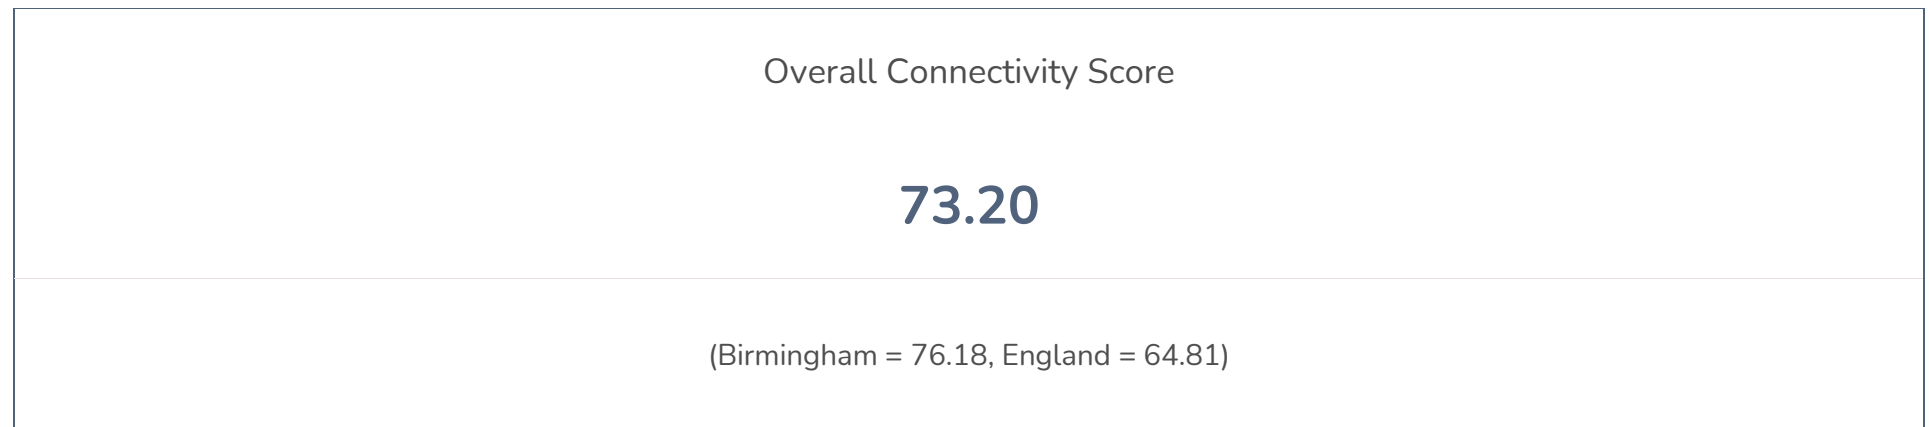 Overall Connectivity Score
73.20
(Birmingham = 76.18, England = 64.81)